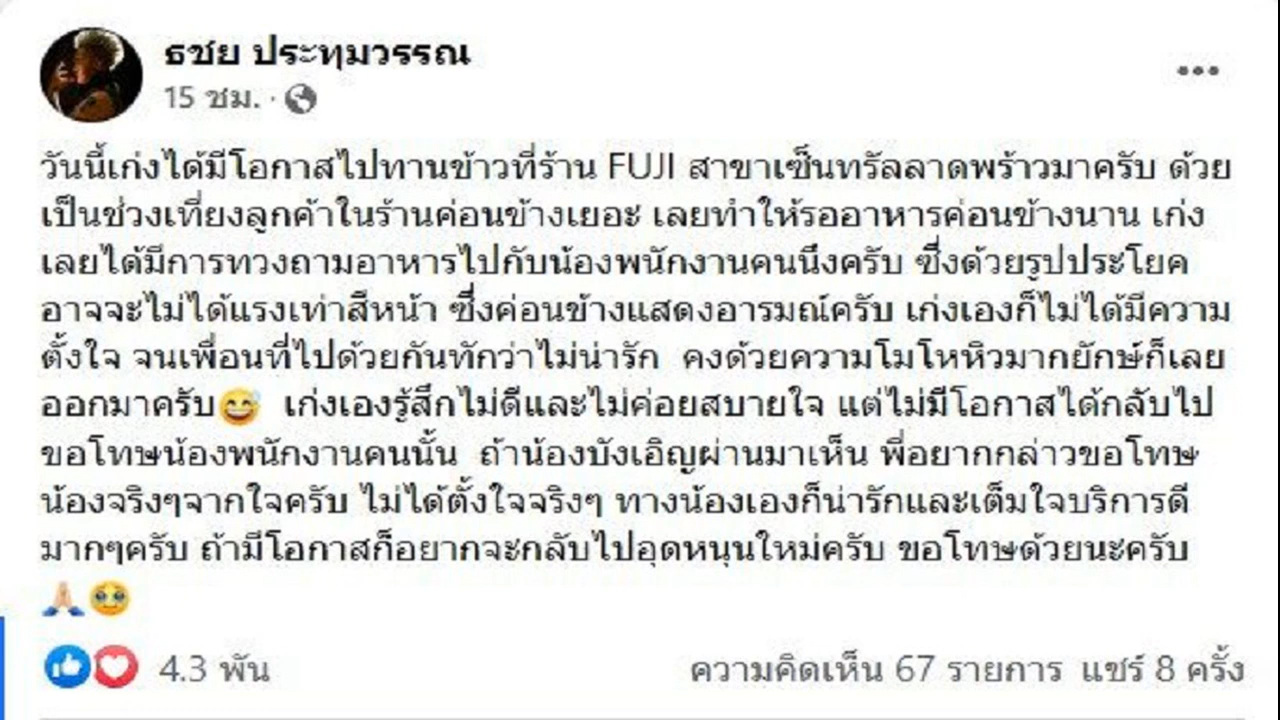 ธชย ประทุมวรรณ
15 ชม. ·
วันนี้เก่งได้มีโอกาสไปทานข้าวที่ร้าน FUJI สาขาเซ็นทรัลลาดพร้าวมาครับ ด้วย
เป็นช่วงเที่ยงลูกค้าในร้านค่อนข้างเยอะ เลยทำให้รออาหารค่อนข้างนาน เก่ง
เลยได้มีการทวงถามอาหารไปกับน้องพนักงานคนนึงครับ ซึ่งด้วยรูปประโยค
อาจจะไม่ได้แรงเท่าสีหน้า ซึ่งค่อนข้างแสดงอารมณ์ครับ เก่งเองก็ไม่ได้มีความ
ตั้งใจ จนเพื่อนที่ไปด้วยกันทักว่าไม่น่ารัก คงด้วยความโมโหหิวมากยักษ์ก็เลย
ออกมาครับ😅 เก่งเองรู้สึกไม่ดีและไม่ค่อยสบายใจ แต่ไม่มีโอกาสได้กลับไป
ขอโทษน้องพนักงานคนนั้น ถ้าน้องบังเอิญผ่านมาเห็น พี่อยากกล่าวขอโทษ
น้องจริงๆจากใจครับ ไม่ได้ตั้งใจจริงๆ ทางน้องเองก็น่ารักและเต็มใจบริการดี
มากๆครับ ถ้ามีโอกาสก็อยากจะกลับไปอุดหนุนใหม่ครับ ขอโทษด้วยนะครับ
🙏🏻🥹
4.3 พัน ความคิดเห็น 67 รายการ แชร์ 8 ครั้ง